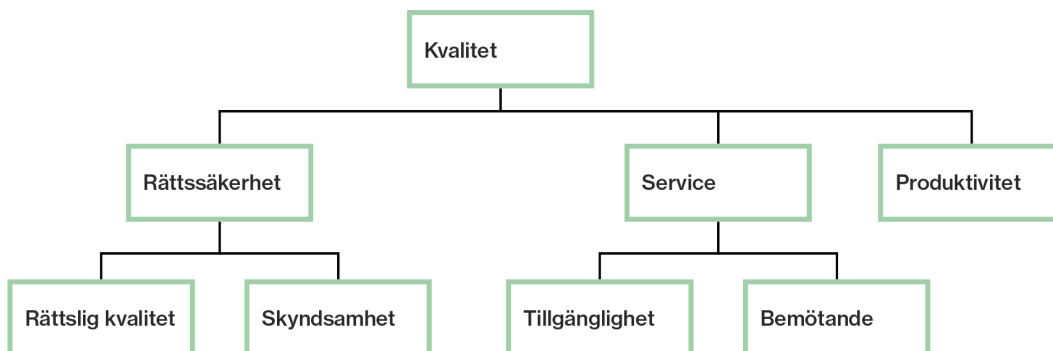 Kvalitet
Rättssäkerhet
Service
Produktivitet
Rättslig kvalitet
Skyndsamhet
Tillgänglighet
Bemötande